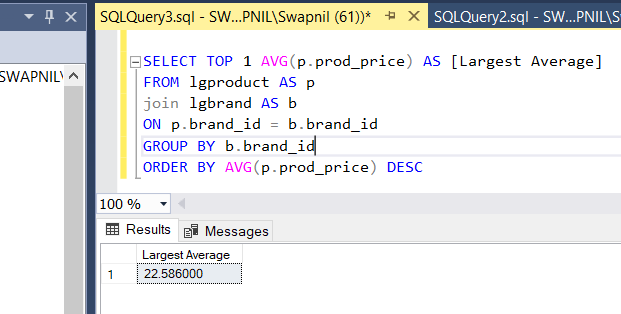 SQLQuery3.sql - SW...PNIL\Swapnil (61))*
SQLQuery2.sql - SW...PNIL\S
SWAPNIL\
SELECT TOP 1 AVG(p.prod_price) AS [Largest Average]
FROM lgproduct AS p
join lgbrand AS b
ON p.brand_id = b.brand_id
GROUP BY b.brand_id
ORDER BY AVG(p.prod_price) DESC
100 %
Results Messages
Largest Average
1 22.586000